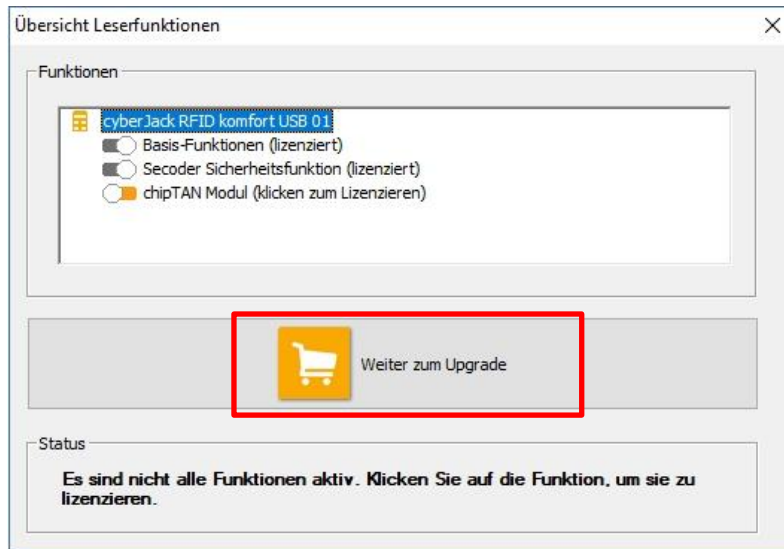 Übersicht Leserfunktionen
Funktionen
cyberJack RFID komfort USB 01
Basis-Funktionen (lizenziert)
Secoder Sicherheitsfunktion (lizenziert)
chipTAN Modul (klicken zum Lizenzieren)
Weiter zum Upgrade
Status
Es sind nicht alle Funktionen aktiv. Klicken Sie auf die Funktion, um sie zu
lizenzieren.